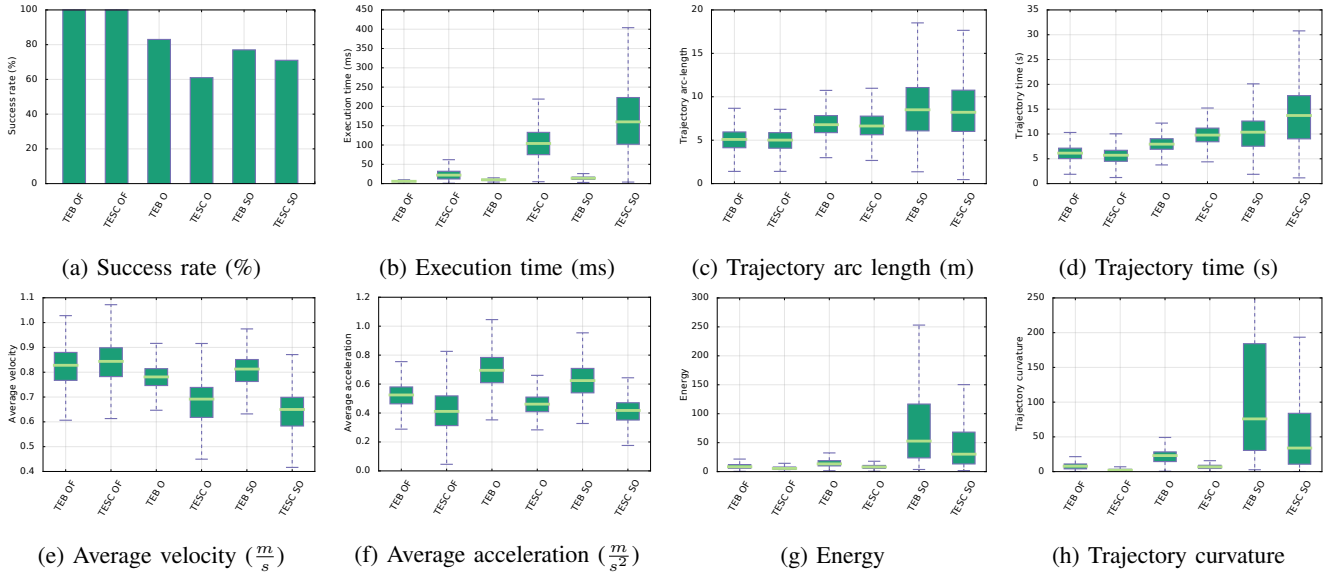 Success rate (%)
100
80
60
40
20
0
TEB OF
TESC OF
TEB O
TESC O
TEB SO
TESC SO
(a) Success rate (%)
Execution time (ms)
450
400
350
300
250
200
150
100
50
0
TEB OF
TESC OF
TEB O
TESC O
TEB SO
TESC SO
(b) Execution time (ms)
Trajectory arc-length
20
15
10
5
0
TEB OF
TESC OF
TEB O
TESC O
TEB SO
TESC SO
(c) Trajectory arc length (m)
Trajectory time (s)
35
30
25
20
15
10
5
0
TEB OF
TESC OF
TEB O
TESC O
TEB SO
TESC SO
(d) Trajectory time (s)
Average velocity
1.1
1.0
0.9
0.8
0.7
0.6
0.5
0.4
TEB OF
TESC OF
TEB O
TESC O
TEB SO
TESC SO
(e) Average velocity (m/s)
Average acceleration
1.2
1.0
0.8
0.6
0.4
0.2
0.0
TEB OF
TESC OF
TEB O
TESC O
TEB SO
TESC SO
(f) Average acceleration (m/s²)
Energy
300
250
200
150
100
50
0
TEB OF
TESC OF
TEB O
TESC O
TEB SO
TESC SO
(g) Energy
Trajectory curvature
250
200
150
100
50
0
TEB OF
TESC OF
TEB O
TESC O
TEB SO
TESC SO
(h) Trajectory curvature